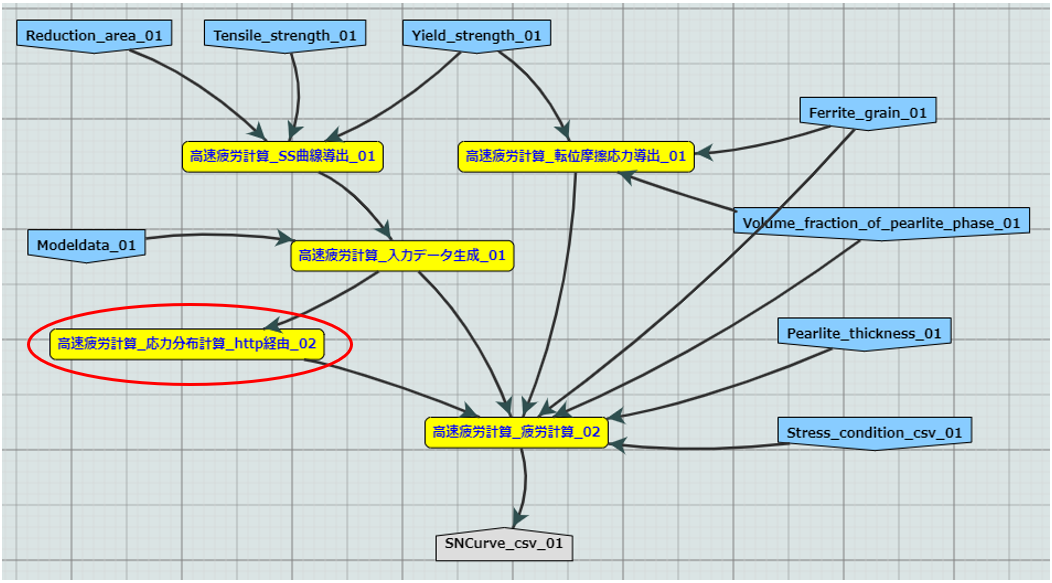 Reduction_area_01
Tensile_strength_01
Yield_strength_01
Ferrite_grain_01
高速疲労計算_SS曲線導出_01
高速疲労計算_転位摩擦応力導出_01
Volume_fraction_of_pearlite_phase_01
Modeldata_01
高速疲労計算_入力データ生成_01
高速疲労計算_応力分布計算_http経由_02
Pearlite_thickness_01
高速疲労計算_疲労計算_02
Stress_condition_csv_01
SNCurve_csv_01